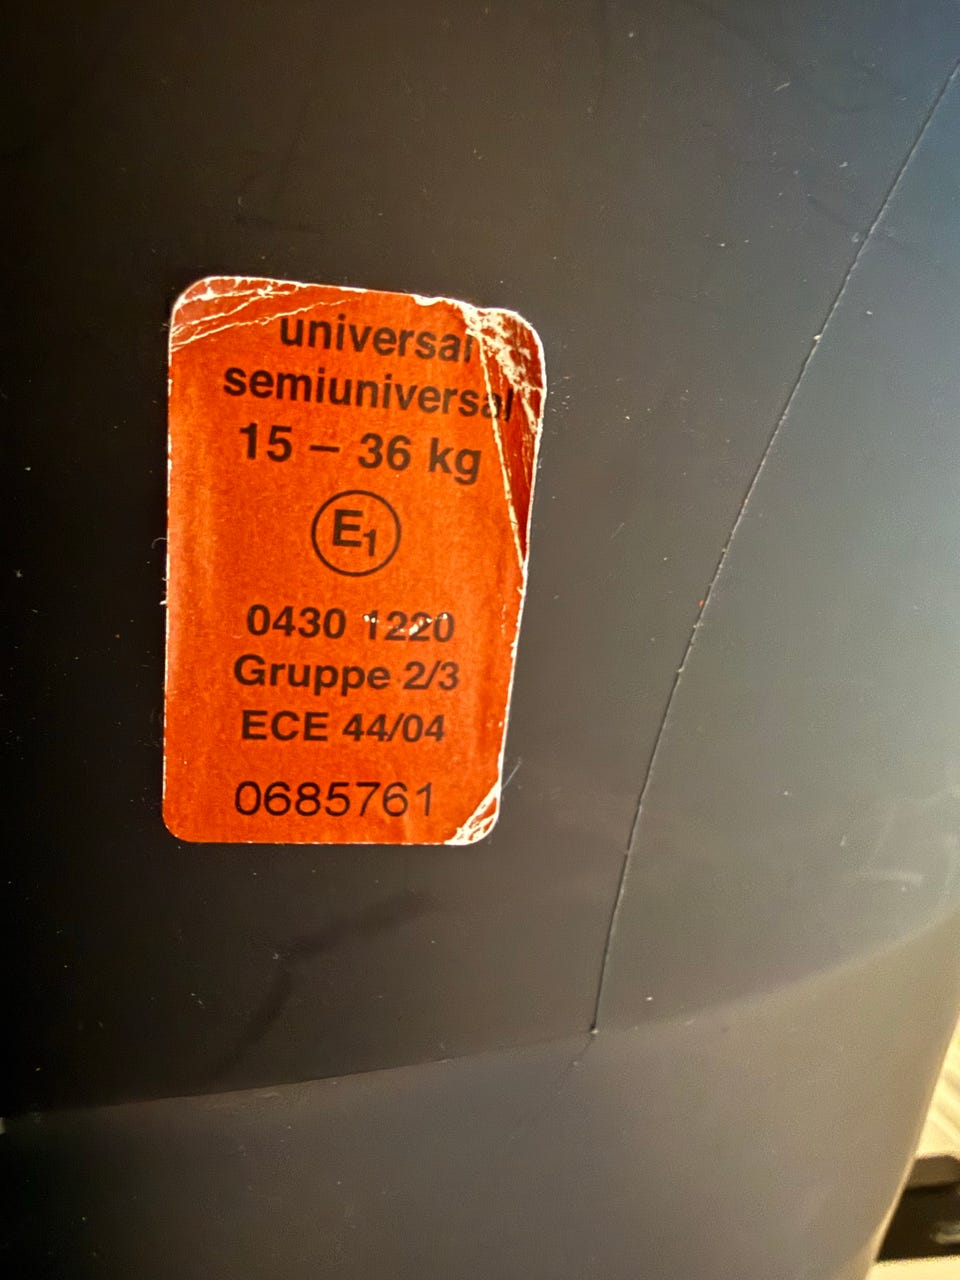 universal
semiuniversal
15 – 36 kg
E1
0430 1220
Gruppe 2/3
ECE 44/04
0685761